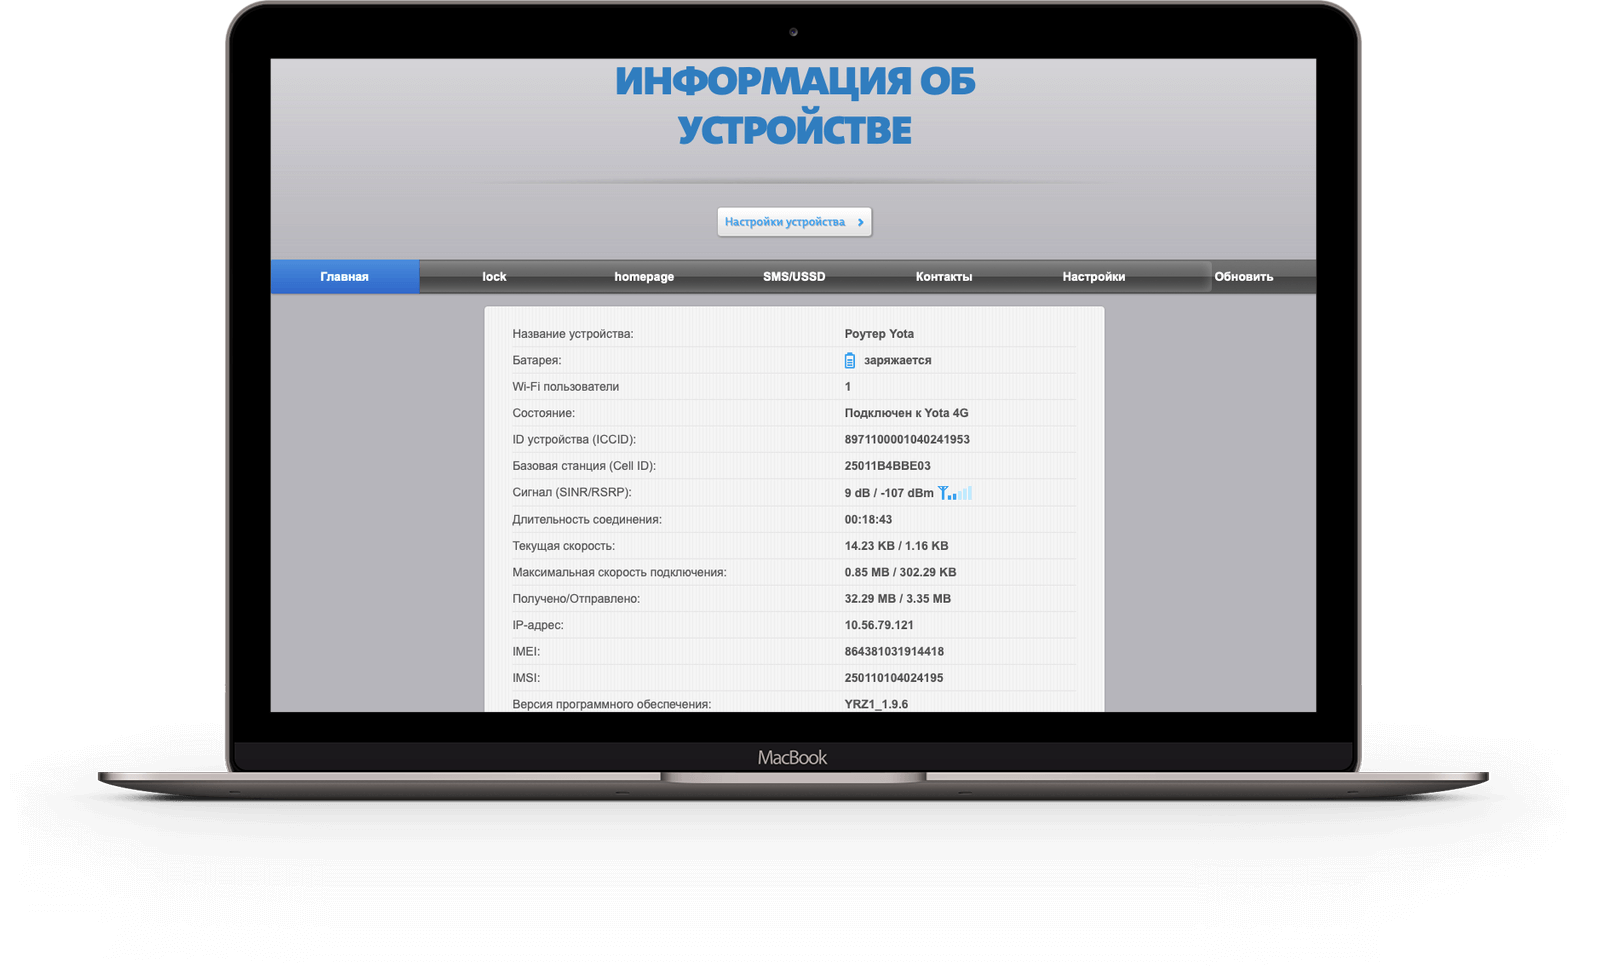 ИНФОРМАЦИЯ ОБ
УСТРОЙСТВЕ
Настройки устройства
Главная lock homepage SMS/USSD Контакты Настройки Обновить
Название устройства: Роутер Yota
Батарея: заряжается
Wi-Fi пользователи 1
Состояние: Подключен к Yota 4G
ID устройства (ICCID): 8971100001040241953
Базовая станция (Cell ID): 25011B4BBE03
Сигнал (SINR/RSRP): 9 dB / -107 dBm
Длительность соединения: 00:18:43
Текущая скорость: 14.23 KB / 1.16 KB
Максимальная скорость подключения: 0.85 MB / 302.29 KB
Получено/Отправлено: 32.29 MB / 3.35 MB
IP-адрес: 10.56.79.121
IMEI: 864381031914418
IMSI: 250110104024195
Версия программного обеспечения: YRZ1_1.9.6
MacBook